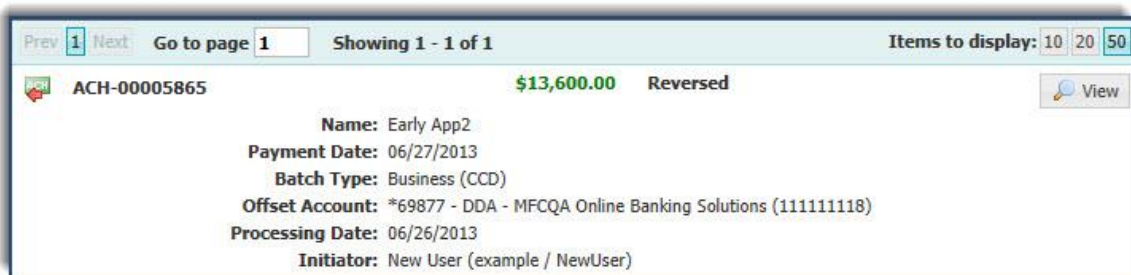 Prev 1 Next Go to page 1 Showing 1 - 1 of 1 Items to display: 10 20 50
ACH ACH-00005865 $13,600.00 Reversed View
Name: Early App2
Payment Date: 06/27/2013
Batch Type: Business (CCD)
Offset Account: *69877 - DDA - MFCQA Online Banking Solutions (111111118)
Processing Date: 06/26/2013
Initiator: New User (example / NewUser)